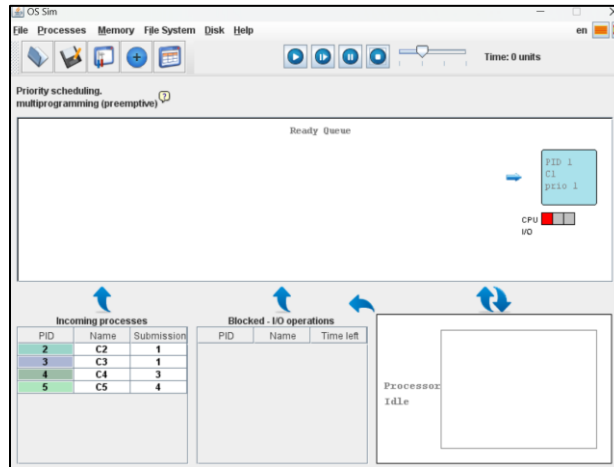 OS Sim
File Processes Memory File System Disk Help
en
Time: 0 units
Priority scheduling.
multiprogramming (preemptive)
?
Ready Queue
PID 1
C1
prio 1
CPU
I/O
Incoming processes
PID Name Submission
2 C2 1
3 C3 1
4 C4 3
5 C5 4
Blocked - I/O operations
PID Name Time left
Processor
Idle